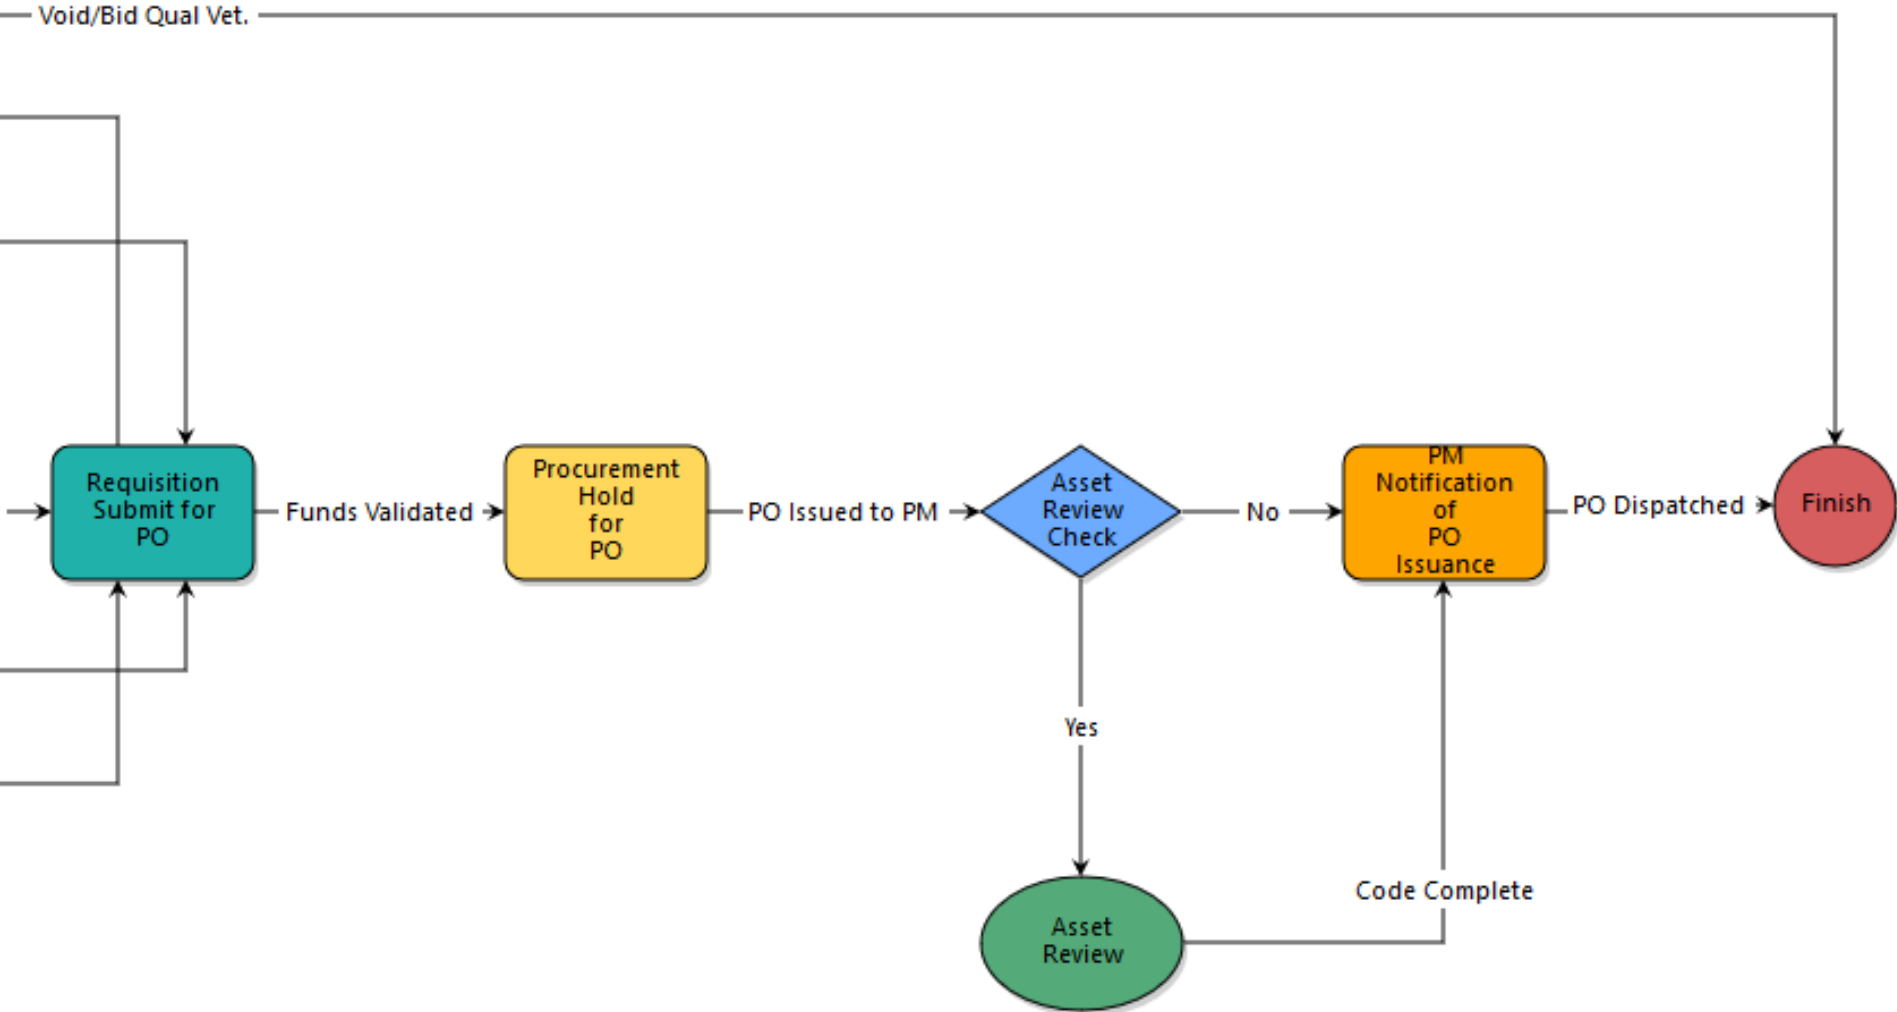 Void/Bid Qual Vet.
Requisition
Submit for
PO
Funds Validated
Procurement
Hold
for
PO
PO Issued to PM
Asset
Review
Check
No
PM
Notification
of
PO
Issuance
PO Dispatched
Finish
Yes
Code Complete
Asset
Review